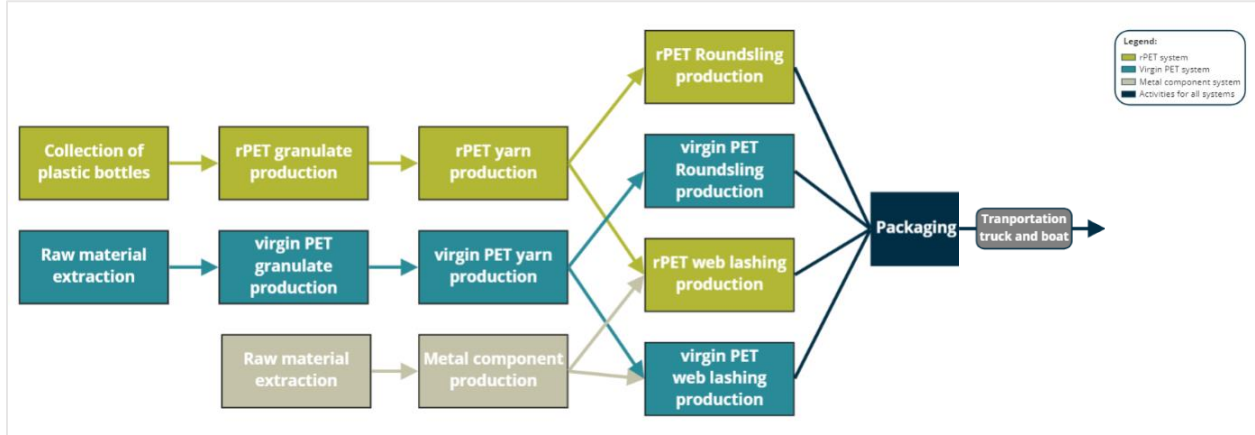 rPET Roundsling
production
Legend:
rPET system
Virgin PET system
Metal component system
Activities for all systems
Collection of
plastic bottles
rPET granulate
production
rPET yarn
production
virgin PET
Roundsling
production
Packaging
Tranportation
truck and boat
Raw material
extraction
virgin PET
granulate
production
virgin PET yarn
production
rPET web lashing
production
Raw material
extraction
Metal component
production
virgin PET
web lashing
production